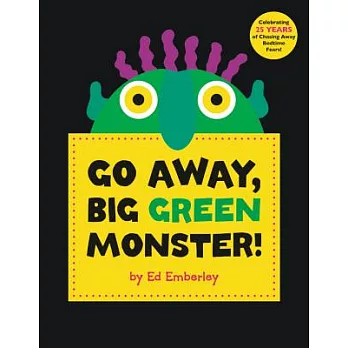 Celebrating
25 YEARS
of Chasing Away
Bedtime
Fears!
GO AWAY,
BIG GREEN
MONSTER!
by Ed Emberley